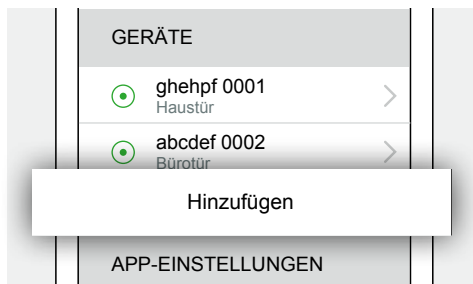 GERÄTE
ghehpf 0001
Haustür
abcdef 0002
Bürotür
Hinzufügen
APP-EINSTELLUNGEN